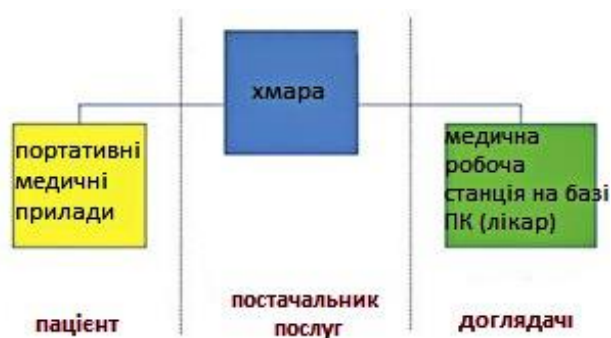 хмара
портативні
медичні
прилади
медична
робоча
станція на базі
ПК (лікар)
пацієнт
постачальник
послуг
доглядачі